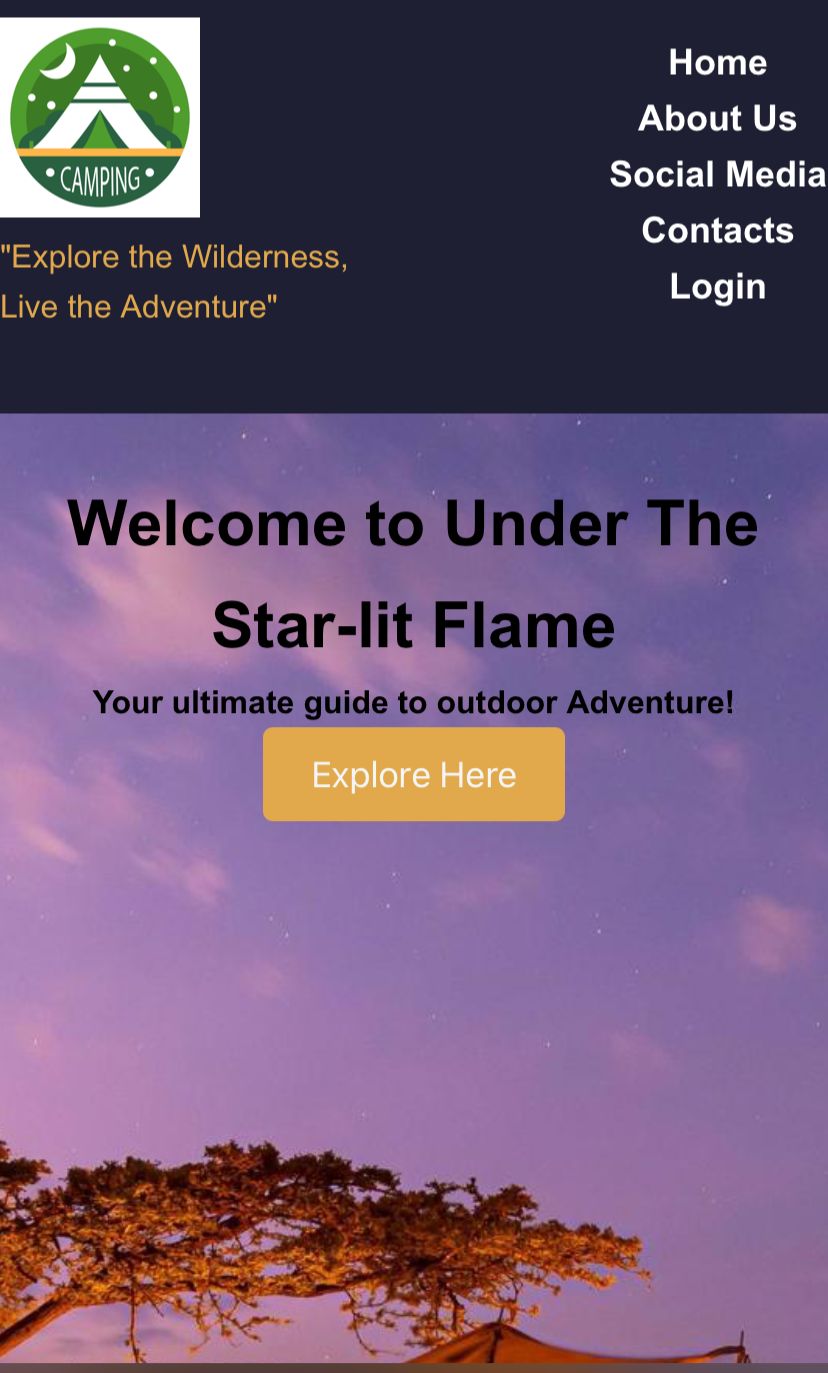 CAMPING
"Explore the Wilderness,
Live the Adventure"
Home
About Us
Social Media
Contacts
Login
Welcome to Under The
Star-lit Flame
Your ultimate guide to outdoor Adventure!
Explore Here